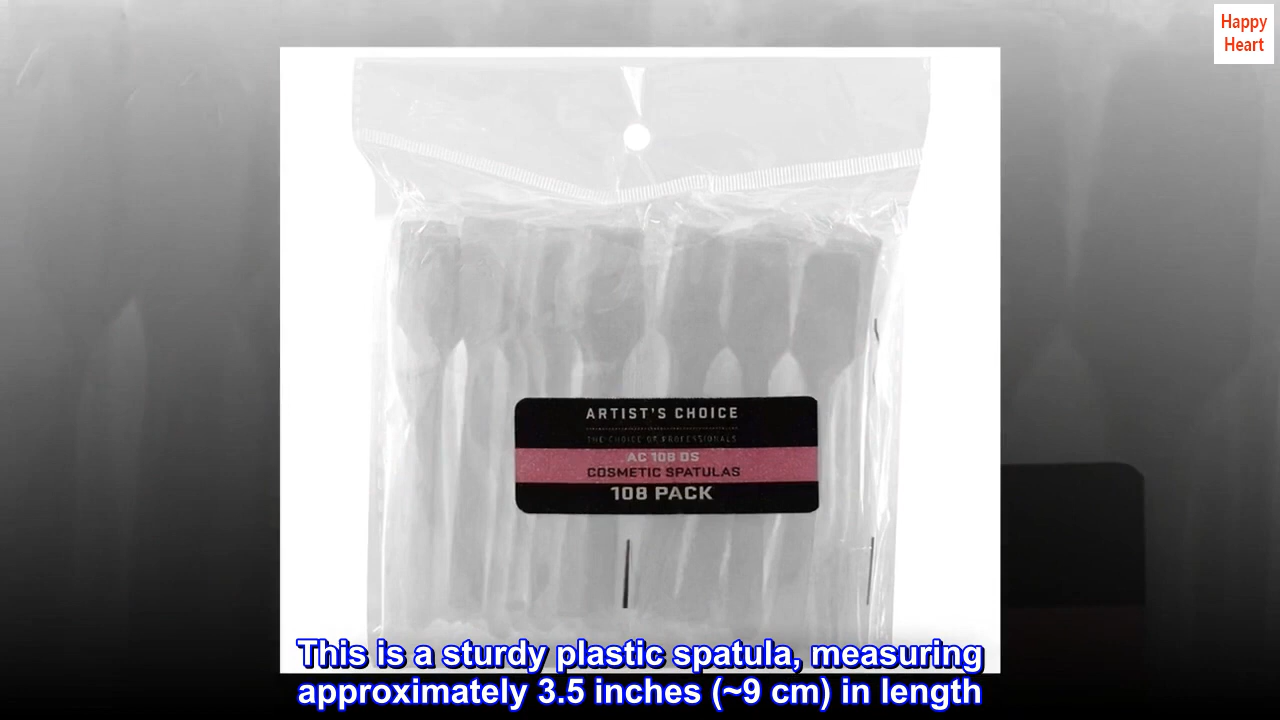 Happy
Heart
ARTIST'S CHOICE
THE CHOICE OF PROFESSIONALS
AC 108 DS
COSMETIC SPATULAS
108 PACK
This is a sturdy plastic spatula, measuring
approximately 3.5 inches (~9 cm) in length